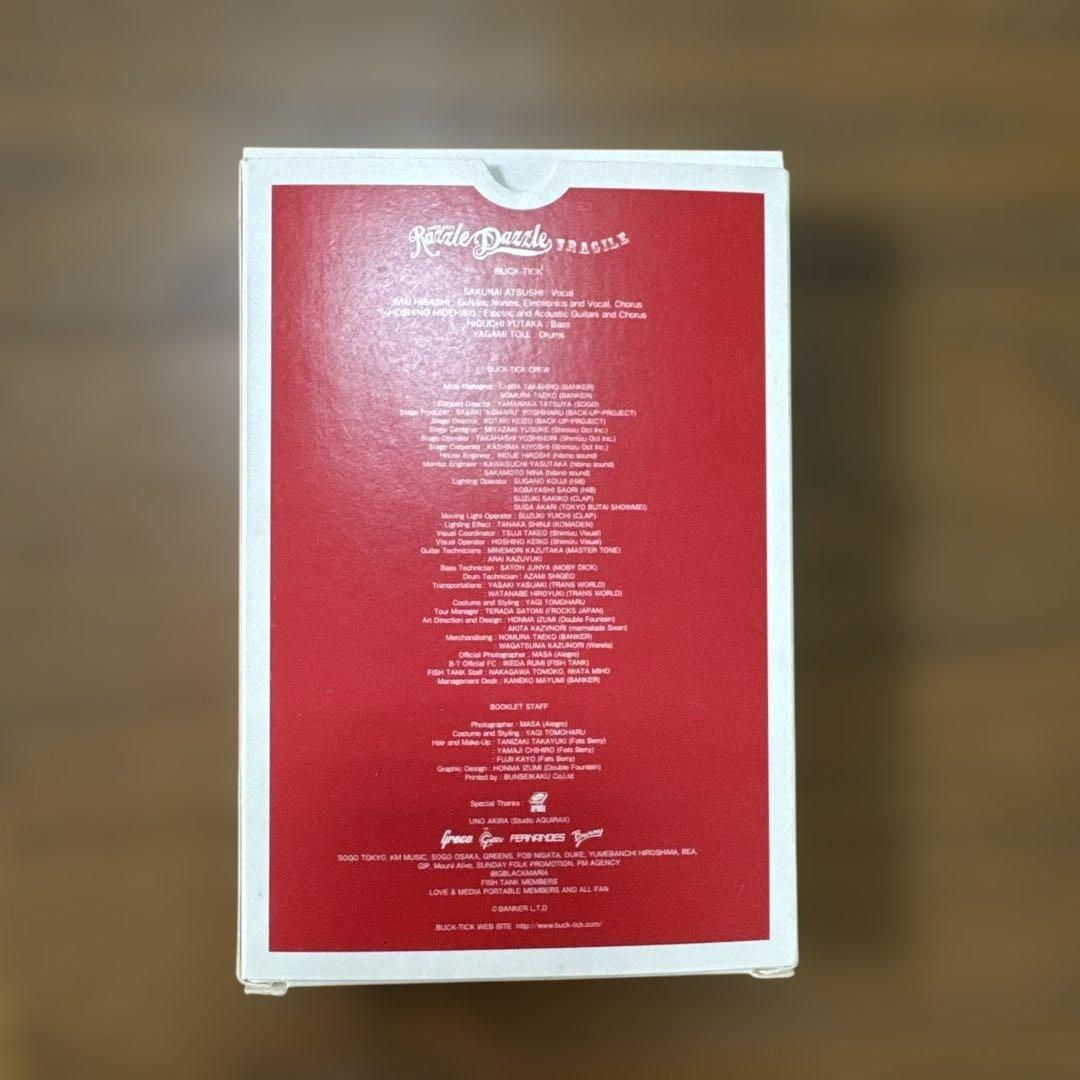 Razzle Dazzle FRAGILE
BUCK-TICK
SAKURAI ATSUSHI : Vocal
IMAI HISASHI : Guitars, Noises, Electronics and Vocal, Chorus
HOSHINO HIDEHIKO : Electric and Acoustic Guitars and Chorus
HIGUCHI YUTAKA : Bass
YAGAMI TOLL : Drums
BUCK-TICK CREW
Artist Managers : CHIBA TAKAHIRO (BANKER)
NOMURA TAEKO (BANKER)
Concert Director : YAMANAKA TATSUYA (SOGO)
Stage Producer : SASAKI "KOMARU" YOSHIHARU (BACK-UP-PROJECT)
Stage Director : KOTAKI KEIZO (BACK-UP-PROJECT)
Stage Designer : MIYAZAKI YUSUKE (Shimizu Oct Inc.)
Stage Operator : TAKAHASHI YOSHINORI (Shimizu Oct Inc.)
Stage Carpenter : KASHIMA KIYOSHI (Shimizu Oct Inc.)
House Engineer : INOUE HIROSHI (hibino sound)
Monitor Engineer : KAWAGUCHI YASUTAKA (hibino sound)
SAKAMOTO NINA (hibino sound)
Lighting Operator : SUGANO KOUJI (HiB)
: KOBAYASHI SAORI (HiB)
: SUZUKI SAKIKO (CLAP)
: SUGA AKARI (TOKYO BUTAI SHOWMEI)
Moving Light Operator : SUZUKI YUICHI (CLAP)
Lighting Effect : TANAKA SHINJI (KOMADEN)
Visual Coordinator : TSUJI TAKEO (Shimizu Visual)
Visual Operator : HOSHINO KEIKO (Shimizu Visual)
Guitar Technicians : MINEMORI KAZUTAKA (MASTER TONE)
: ARAI KAZUYUKI
Bass Technician : SATOH JUNYA (MOBY DICK)
Drum Technician : AZAMI SHIGEO
Transportations : YASAKI YASUAKI (TRANS WORLD)
: WATANABE HIROYUKI (TRANS WORLD)
Costume and Styling : YAGI TOMOHARU
Tour Manager : TERADA SATOMI (I'ROCKS JAPAN)
Art Direction and Design : HONMA IZUMI (Double Fountain)
: AKITA KAZVNORI (marmalade Swan)
Merchandising : NOMURA TAEKO (BANKER)
: WAGATSUMA KAZUNORI (Warela)
Official Photographer : MASA (Alegro)
B-T Official FC : IKEDA RUMI (FISH TANK)
FISH TANK Staff : NAKAGAWA TOMOKO, IWATA MIHO
Management Desk : KANEKO MAYUMI (BANKER)
BOOKLET STAFF
Photographer : MASA (Alegro)
Costume and Styling : YAGI TOMOHARU
Hair and Make-Up : TANIZAKI TAKAYUKI (Fats Berry)
: YAMAJI CHIHIRO (Fats Berry)
: FUJII KAYO (Fats Berry)
Graphic Design : HONMA IZUMI (Double Fountain)
Printed by : BUNSEIKAKU Co,Ltd
Special Thanks :
UNO AKIRA (Studio AQUIRAX)
Greco Gretsch FERNANDES Burny
SOGO TOKYO, KM MUSIC, SOGO OSAKA, GREENS, FOB NIGATA, DUKE, YUMEBANCHI HIROSHIMA, BEA,
GIP, Mount Alive, SUNDAY FOLK PROMOTION, PM AGENCY
BIGBLACKMARIA
FISH TANK MEMBERS
LOVE & MEDIA PORTABLE MEMBERS AND ALL FAN
©BANKER L,T,D
BUCK-TICK WEB SITE http://www.buck-tick.com/